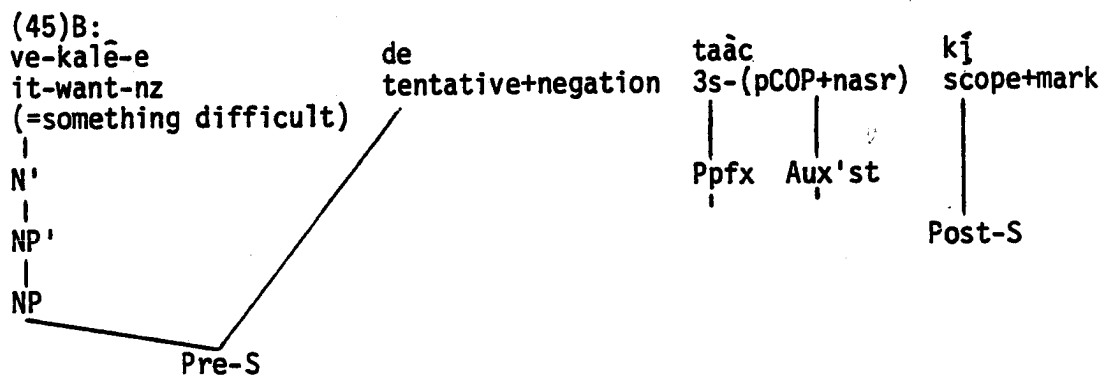 (45)B:
ve-kalê-e de taàc kį́
it-want-nz tentative+negation 3s-(pCOP+nasr) scope+mark
(=something difficult)
N' Ppfx Aux'st
NP' Post-S
NP
Pre-S